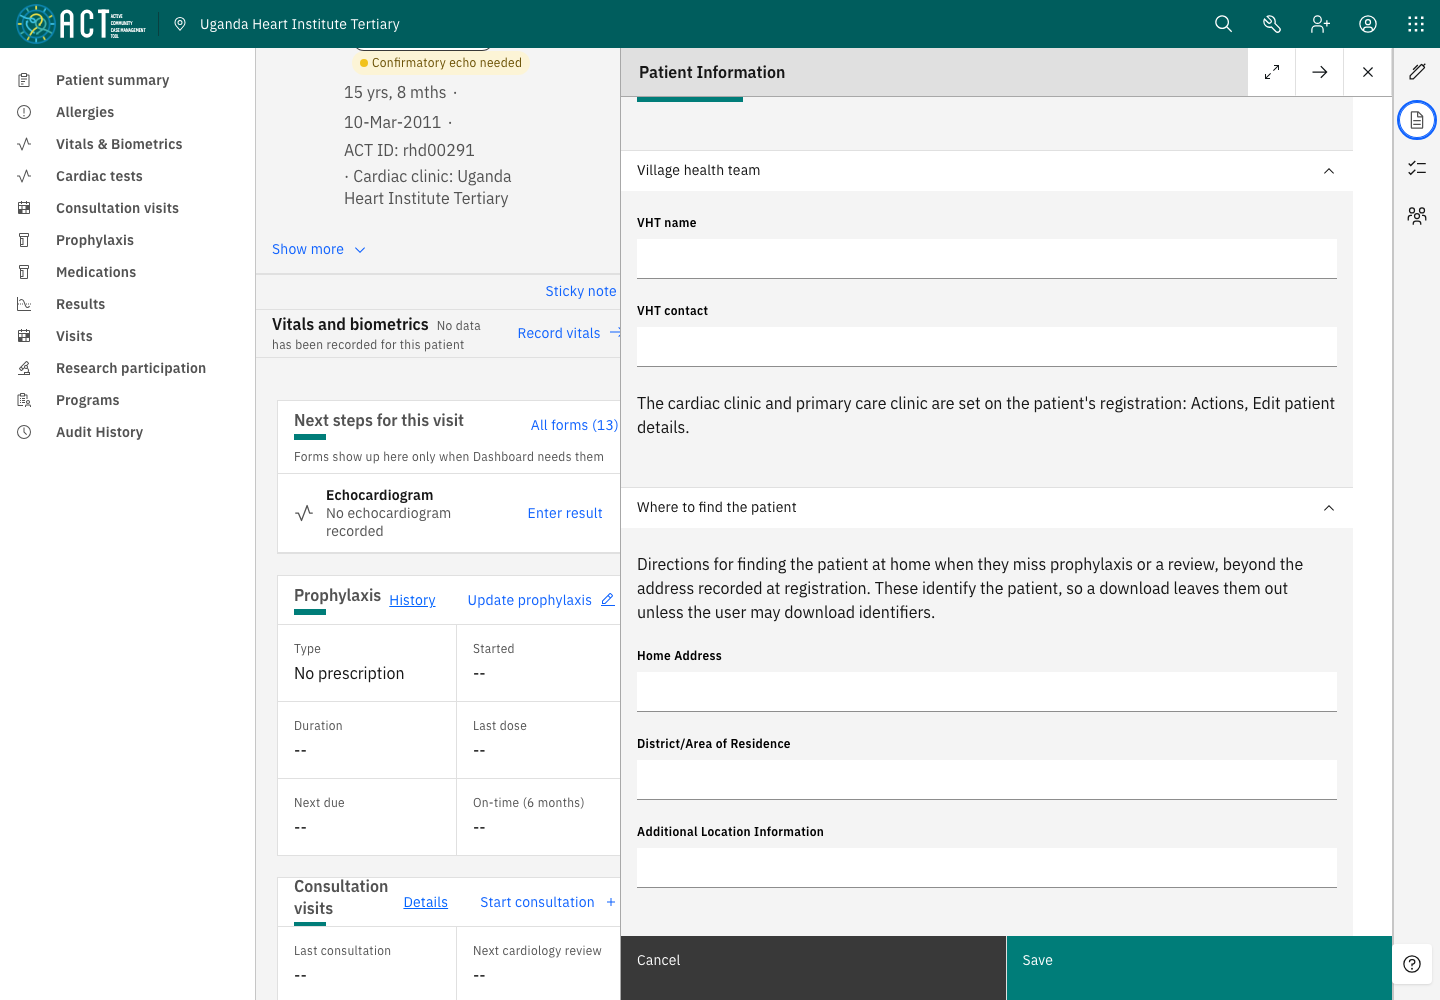 ACT ACTIVE
COMMUNITY
CASE MANAGEMENT
TOOL
Uganda Heart Institute Tertiary
Patient summary
Allergies
Vitals & Biometrics
Cardiac tests
Consultation visits
Prophylaxis
Medications
Results
Visits
Research participation
Programs
Audit History
Confirmatory echo needed
15 yrs, 8 mths ·
10-Mar-2011 ·
ACT ID: rhd00291
· Cardiac clinic: Uganda
Heart Institute Tertiary
Show more
Sticky note
Vitals and biometrics No data
has been recorded for this patient
Record vitals
Next steps for this visit
All forms (13)
Forms show up here only when Dashboard needs them
Echocardiogram
No echocardiogram
recorded
Enter result
Prophylaxis History Update prophylaxis
Type
No prescription
Started
--
Duration
--
Last dose
--
Next due
--
On-time (6 months)
--
Consultation
visits
Details
Start consultation +
Last consultation
--
Next cardiology review
--
Patient Information
Village health team
VHT name
VHT contact
The cardiac clinic and primary care clinic are set on the patient's registration: Actions, Edit patient
details.
Where to find the patient
Directions for finding the patient at home when they miss prophylaxis or a review, beyond the
address recorded at registration. These identify the patient, so a download leaves them out
unless the user may download identifiers.
Home Address
District/Area of Residence
Additional Location Information
Cancel
Save